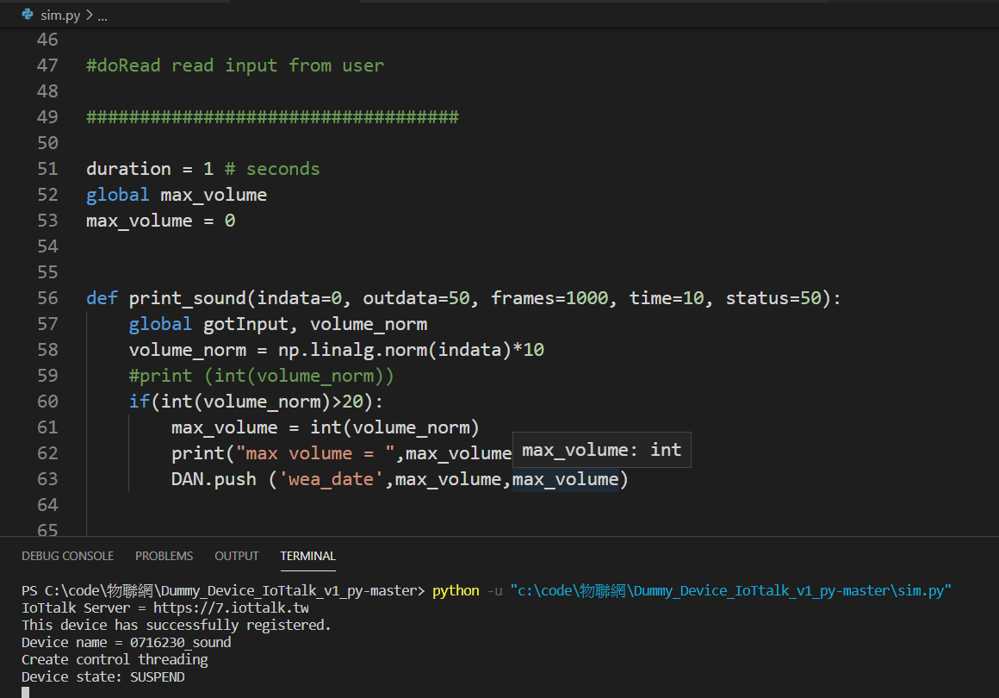 sim.py > ...
46
47 #doRead read input from user
48
49 ###################################
50
51 duration = 1 # seconds
52 global max_volume
53 max_volume = 0
54
55
56 def print_sound(indata=0, outdata=50, frames=1000, time=10, status=50):
57 global gotInput, volume_norm
58 volume_norm = np.linalg.norm(indata)*10
59 #print (int(volume_norm))
60 if(int(volume_norm)>20):
61 max_volume = int(volume_norm)
62 print("max volume = ",max_volume
max_volume: int
63 DAN.push ('wea_date',max_volume,max_volume)
64
65
DEBUG CONSOLE PROBLEMS OUTPUT TERMINAL
PS C:\code\物聯網\Dummy_Device_IoTtalk_v1_py-master> python -u "c:\code\物聯網\Dummy_Device_IoTtalk_v1_py-master\sim.py"
IoTtalk Server = https://7.iottalk.tw
This device has successfully registered.
Device name = 0716230_sound
Create control threading
Device state: SUSPEND